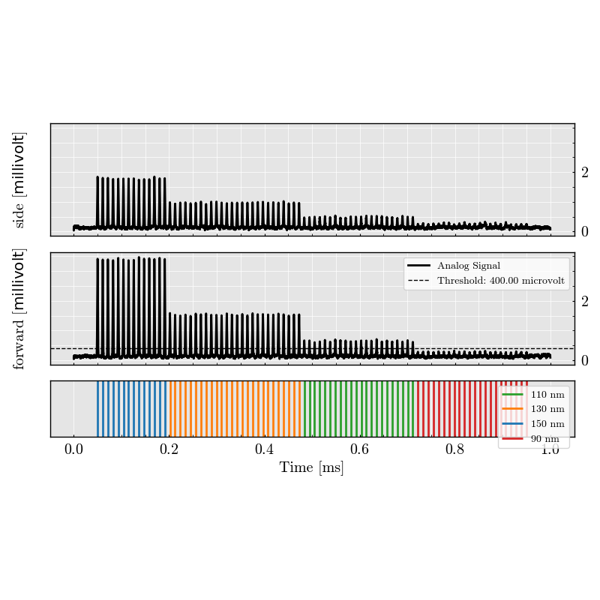 side [millivolt]
2
0
forward [millivolt]
Analog Signal
Threshold: 400.00 microvolt
2
0
110 nm
130 nm
150 nm
90 nm
0.0 0.2 0.4 0.6 0.8 1.0
Time [ms]